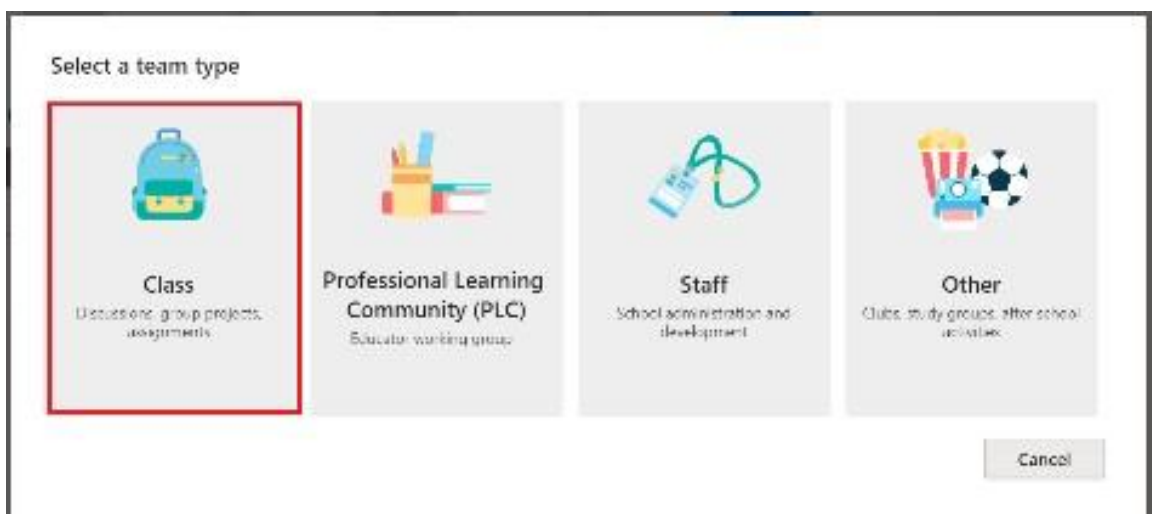 Select a team type
Class
Discussions, group projects,
assignments
Professional Learning
Community (PLC)
Educator working group
Staff
School administration and
development
Other
Clubs, study groups, after school
activities
Cancel